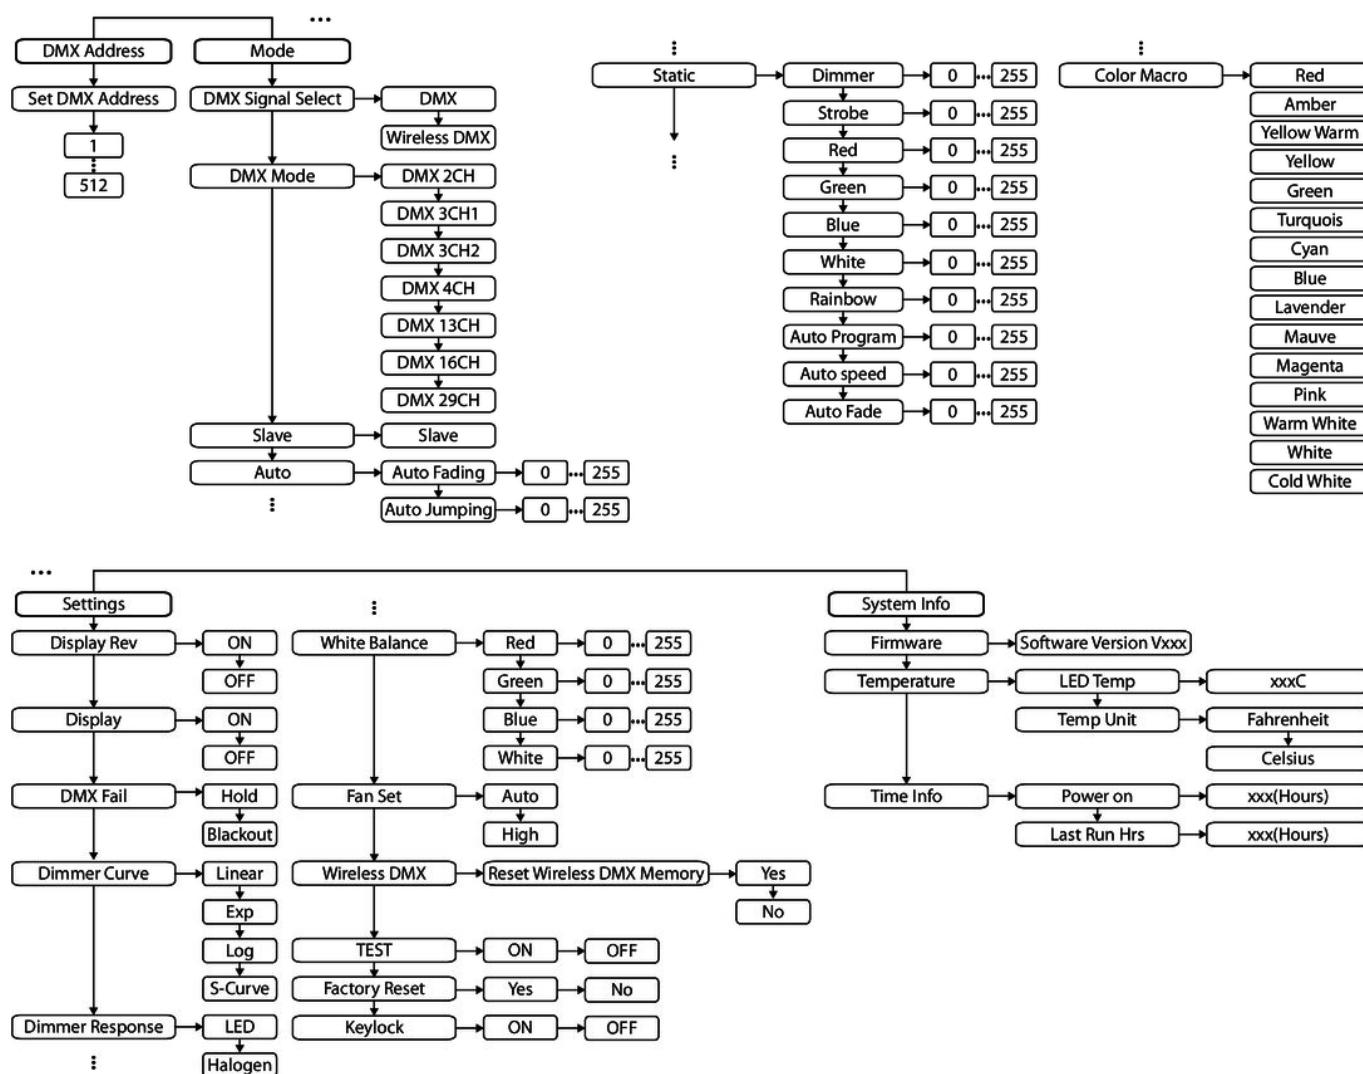 ...
DMX Address
Set DMX Address
1
512
Mode
DMX Signal Select
DMX
Wireless DMX
DMX Mode
DMX 2CH
DMX 3CH1
DMX 3CH2
DMX 4CH
DMX 13CH
DMX 16CH
DMX 29CH
Slave
Slave
Auto
Auto Fading
0 ... 255
Auto Jumping
0 ... 255
Static
Dimmer
0 ... 255
Strobe
0 ... 255
Red
0 ... 255
Green
0 ... 255
Blue
0 ... 255
White
0 ... 255
Rainbow
0 ... 255
Auto Program
0 ... 255
Auto speed
0 ... 255
Auto Fade
0 ... 255
Color Macro
Red
Amber
Yellow Warm
Yellow
Green
Turquois
Cyan
Blue
Lavender
Mauve
Magenta
Pink
Warm White
White
Cold White
...
Settings
Display Rev
ON
OFF
Display
ON
OFF
DMX Fail
Hold
Blackout
Dimmer Curve
Linear
Exp
Log
S-Curve
Dimmer Response
LED
Halogen
White Balance
Red
0 ... 255
Green
0 ... 255
Blue
0 ... 255
White
0 ... 255
Fan Set
Auto
High
Wireless DMX
Reset Wireless DMX Memory
Yes
No
TEST
ON
OFF
Factory Reset
Yes
No
Keylock
ON
OFF
System Info
Firmware
Software Version Vxxx
Temperature
LED Temp
xxxC
Temp Unit
Fahrenheit
Celsius
Time Info
Power on
xxx(Hours)
Last Run Hrs
xxx(Hours)